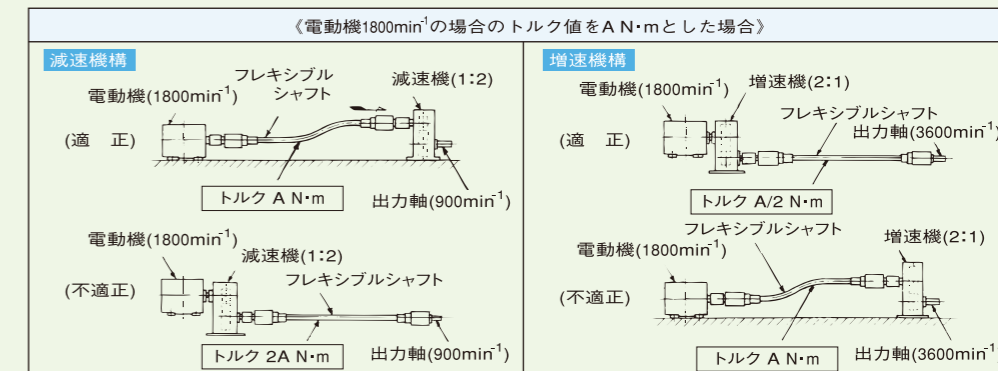 《電動機1800min⁻¹の場合のトルク値をA N・mとした場合》
減速機構
フレキシブル
シャフト
減速機(1:2)
電動機(1800min⁻¹)
(適 正)
トルク A N・m
出力軸(900min⁻¹)
電動機(1800min⁻¹)
減速機(1:2)
フレキシブルシャフト
(不適正)
トルク 2A N・m
出力軸(900min⁻¹)
増速機構
増速機(2:1)
電動機(1800min⁻¹)
フレキシブルシャフト
出力軸(3600min⁻¹)
(適 正)
トルク A/2 N・m
フレキシブルシャフト
増速機(2:1)
電動機(1800min⁻¹)
(不適正)
トルク A N・m
出力軸(3600min⁻¹)